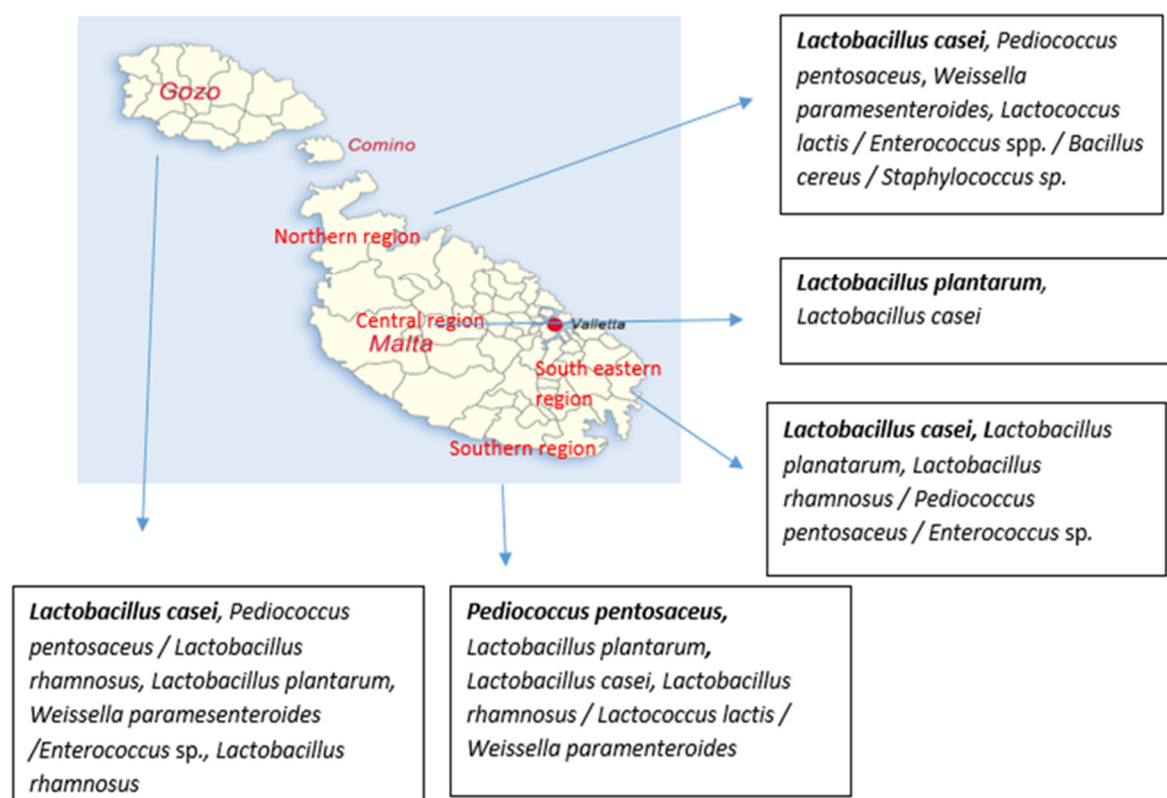 Gozo
Comino
Northern region
Central region
Valletta
Malta
South eastern
region
Southern region
Lactobacillus casei, Pediococcus
pentosaceus, Weissella
paramesenteroides, Lactococcus
lactis / Enterococcus spp. / Bacillus
cereus / Staphylococcus sp.
Lactobacillus plantarum,
Lactobacillus casei
Lactobacillus casei, Lactobacillus
planatarum, Lactobacillus
rhamnosus / Pediococcus
pentosaceus / Enterococcus sp.
Lactobacillus casei, Pediococcus
pentosaceus / Lactobacillus
rhamnosus, Lactobacillus plantarum,
Weissella paramesenteroides
/Enterococcus sp., Lactobacillus
rhamnosus
Pediococcus pentosaceus,
Lactobacillus plantarum,
Lactobacillus casei, Lactobacillus
rhamnosus / Lactococcus lactis /
Weissella paramenteroides